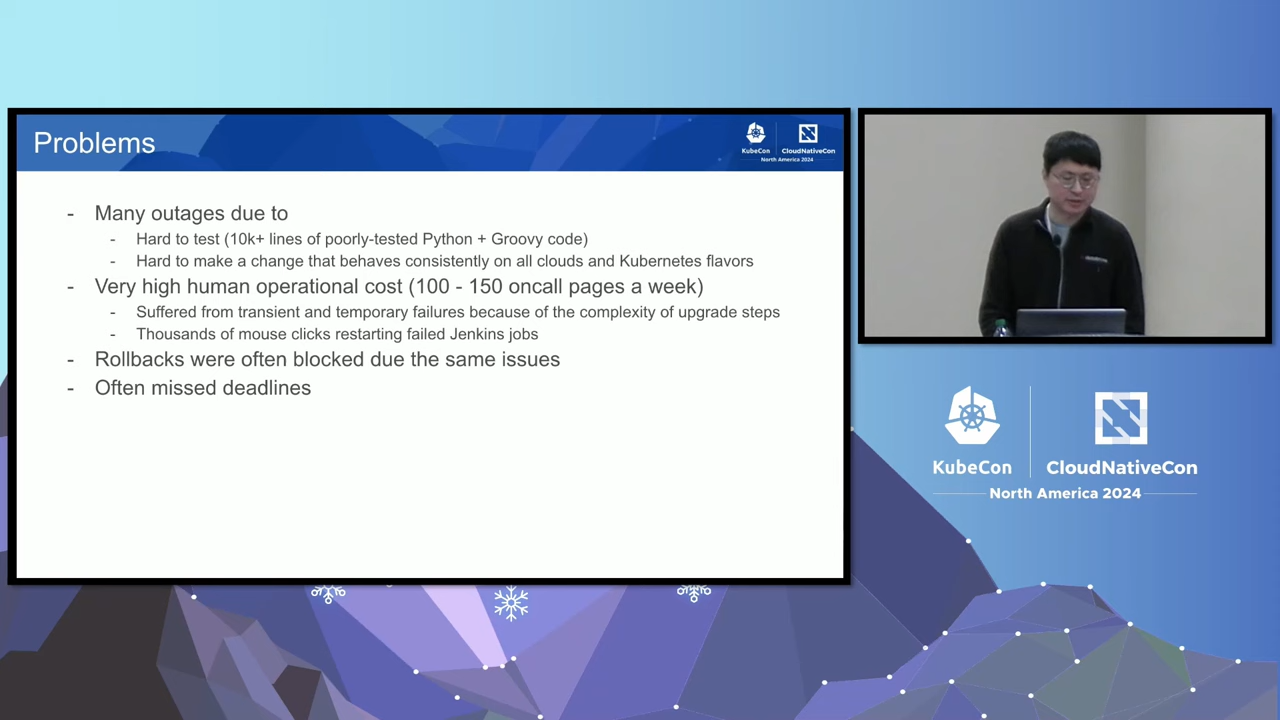 Problems
KubeCon
CloudNativeCon
North America 2024
- Many outages due to
- Hard to test (10k+ lines of poorly-tested Python + Groovy code)
- Hard to make a change that behaves consistently on all clouds and Kubernetes flavors
- Very high human operational cost (100 - 150 oncall pages a week)
- Suffered from transient and temporary failures because of the complexity of upgrade steps
- Thousands of mouse clicks restarting failed Jenkins jobs
- Rollbacks were often blocked due the same issues
- Often missed deadlines
KubeCon
CloudNativeCon
North America 2024